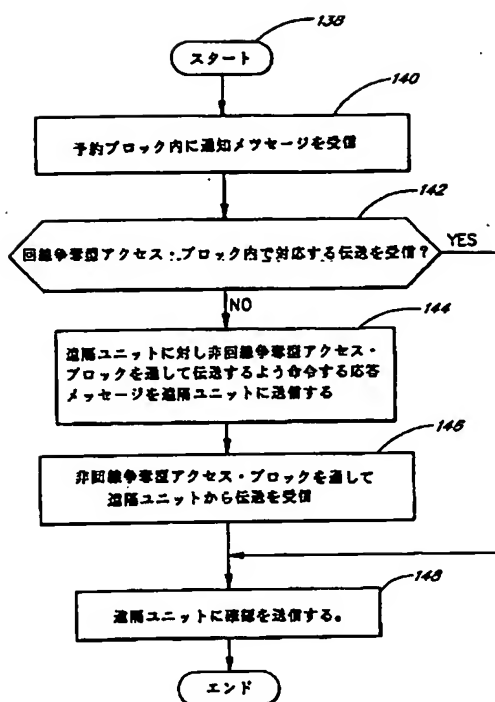 138
スタート
140
予約ブロック内に通知メッセージを受信
142
回線争奪型アクセス・ブロック内で対応する伝送を受信?
YES
NO
144
遠隔ユニットに対し非回線争奪型アクセス・
ブロックを通して伝送するよう命令する応答
メッセージを遠隔ユニットに送信する
146
非回線争奪型アクセス・ブロックを通して
遠隔ユニットから伝送を受信
148
遠隔ユニットに確認を送信する。
エンド